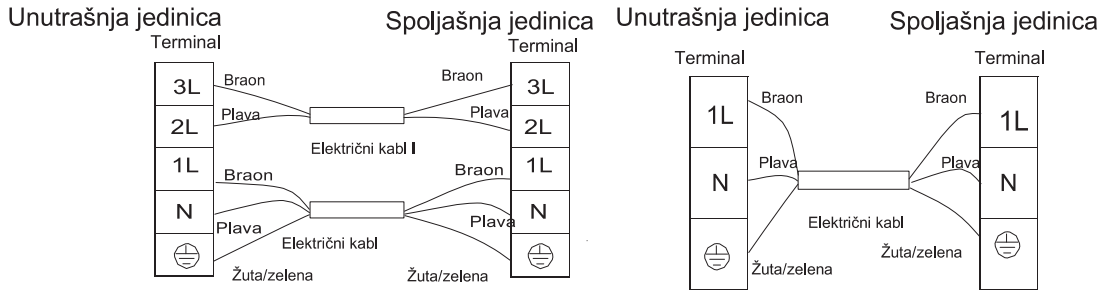 Unutrašnja jedinica
Terminal
Spoljašnja jedinica
Terminal
3L
Braon
Braon
3L
2L
Plava
Plava
2L
Električni kabl I
1L
Braon
Braon
1L
N
Plava
Plava
N
Električni kabl
Žuta/zelena
Žuta/zelena
Unutrašnja jedinica
Terminal
Spoljašnja jedinica
Terminal
1L
Braon
Braon
1L
N
Plava
Plava
N
Električni kabl
Žuta/zelena
Žuta/zelena